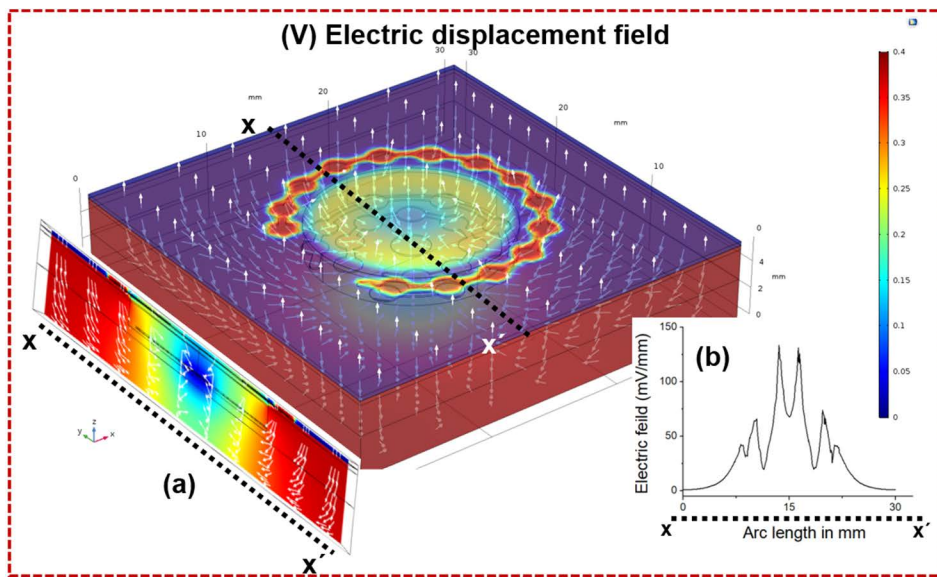 (V) Electric displacement field
30
30
mm
20
20
mm
10
10
0
0
2
4
mm
0
X
X´
0.4
0.35
0.3
0.25
0.2
0.15
0.1
0.05
0
X
(a)
X´
y
z
x
(b)
Electric feild (mV/mm)
150
100
50
0
0
15
30
X
Arc length in mm
X´